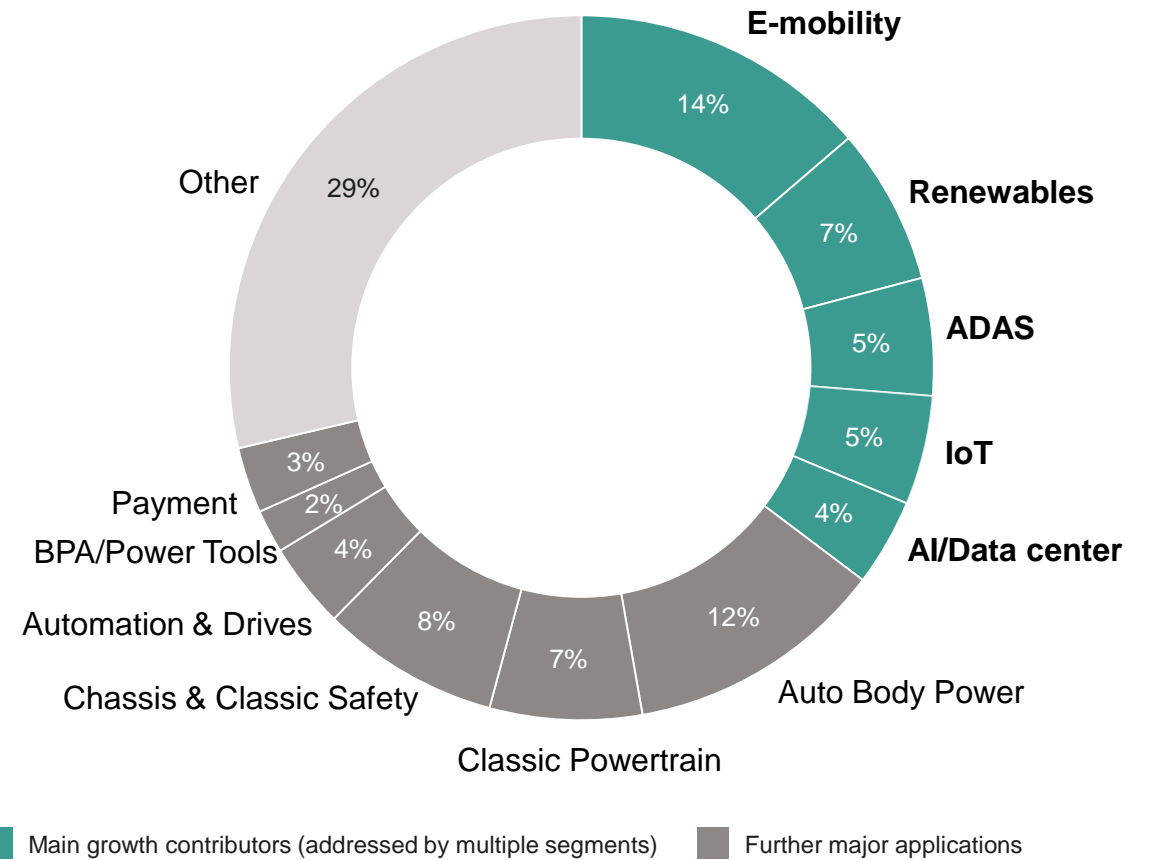 E-mobility
14%
Renewables
7%
ADAS
5%
IoT
5%
AI/Data center
4%
Auto Body Power
12%
Classic Powertrain
7%
Chassis & Classic Safety
8%
Automation & Drives
4%
BPA/Power Tools
2%
Payment
3%
Other
29%
Main growth contributors (addressed by multiple segments)
Further major applications